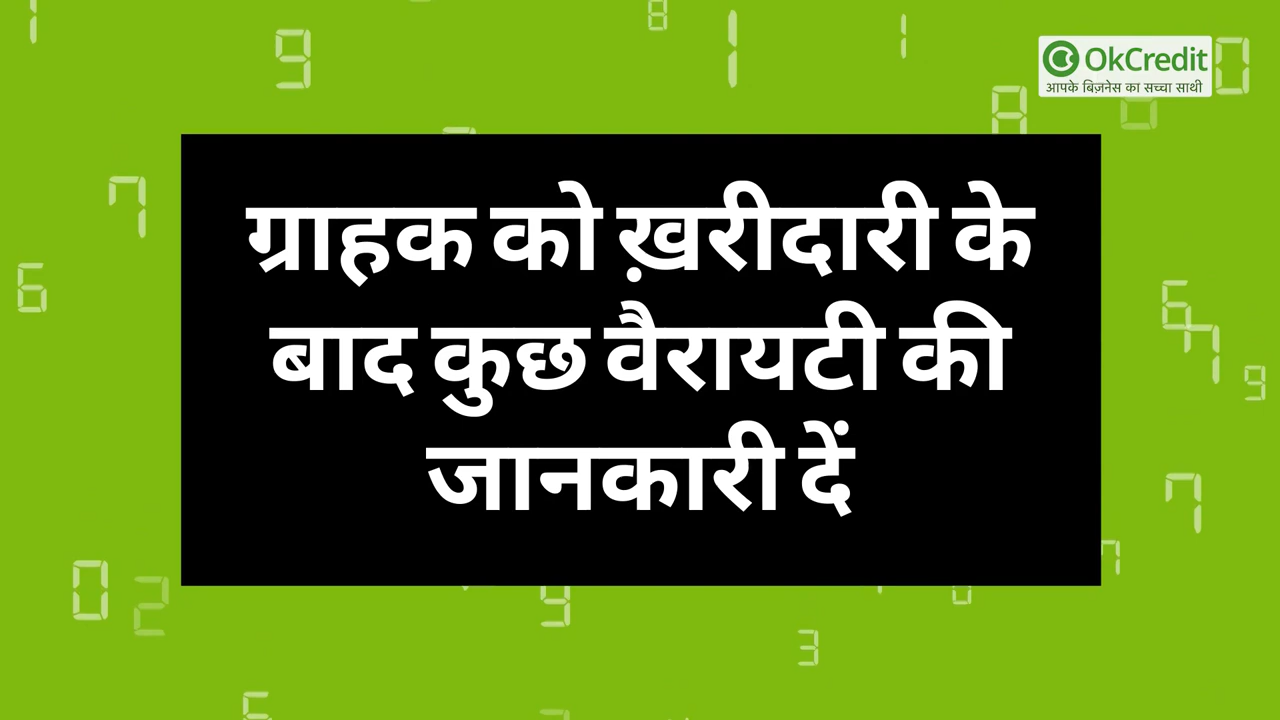 OkCredit
आपके बिज़नेस का सच्चा साथी
ग्राहक को ख़रीदारी के
बाद कुछ वैरायटी की
जानकारी दें